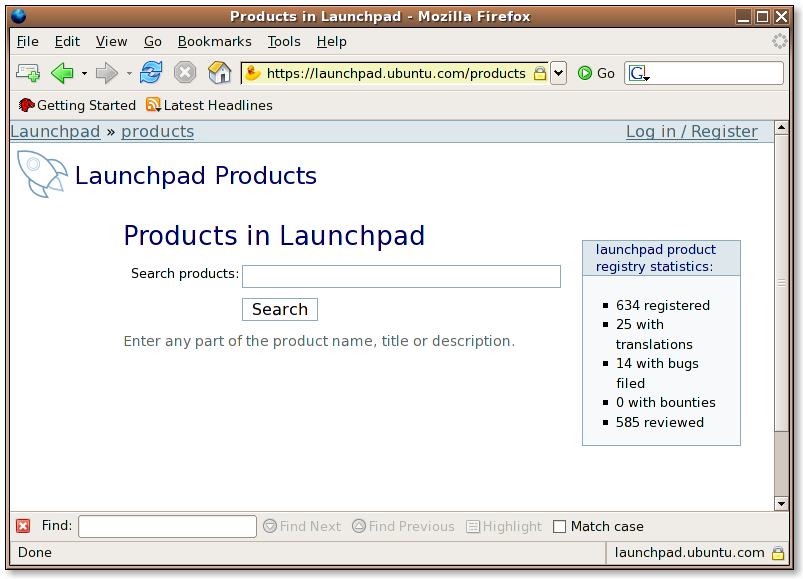 Products in Launchpad - Mozilla Firefox
File Edit View Go Bookmarks Tools Help
https://launchpad.ubuntu.com/products Go G
Getting Started Latest Headlines
Launchpad » products Log in / Register
Launchpad Products
Products in Launchpad
Search products:
Search
Enter any part of the product name, title or description.
launchpad product
registry statistics:
634 registered
25 with
translations
14 with bugs
filed
0 with bounties
585 reviewed
Find: Find Next Find Previous Highlight Match case
Done launchpad.ubuntu.com